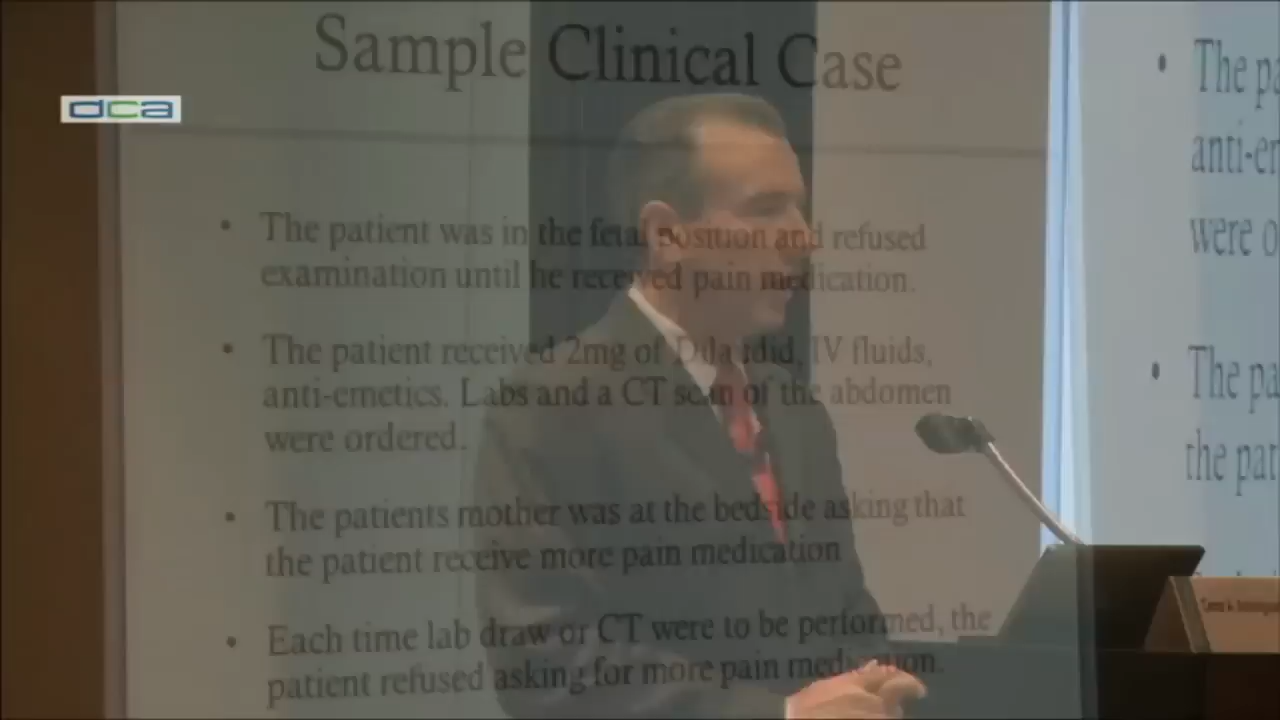 Sample Clinical Case
dca
• The patient was in the fetal position and refused
examination until he received pain medication.
• The patient received 2mg of Dilaudid, IV fluids,
anti-emetics. Labs and a CT scan of the abdomen
were ordered.
• The patients mother was at the bedside asking that
the patient receive more pain medication
• Each time lab draw or CT were to be performed, the
patient refused asking for more pain medication.
• The pa
anti-em
were o
• The pa
the pat